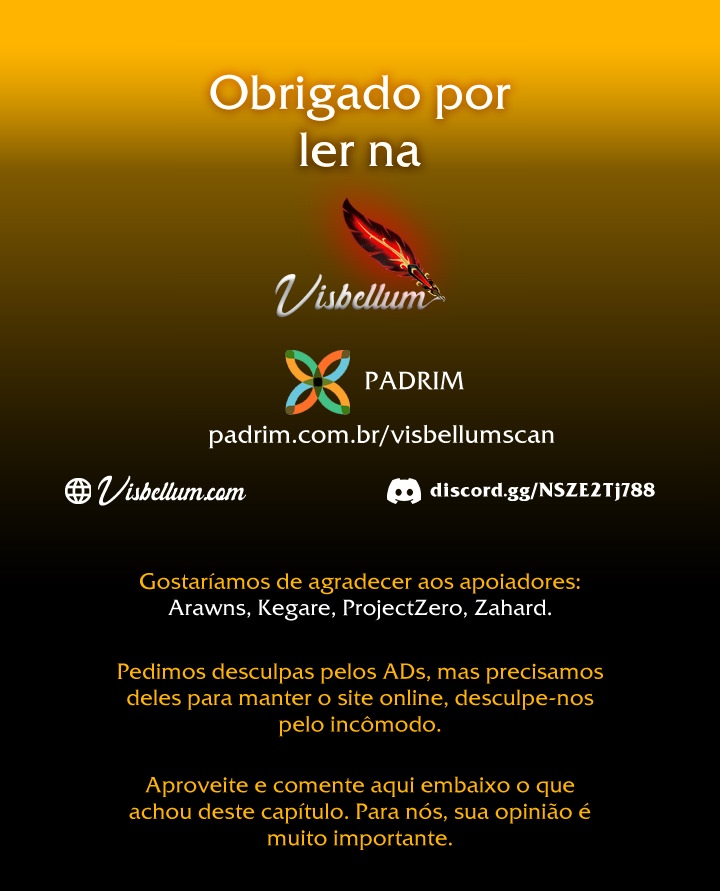 Obrigado por
ler na
Visbellum
PADRIM
padrim.com.br/visbellumscan
Visbellum.com
discord.gg/NSZE2Tj788
Gostaríamos de agradecer aos apoiadores:
Arawns, Kegare, ProjectZero, Zahard.
Pedimos desculpas pelos ADs, mas precisamos
deles para manter o site online, desculpe-nos
pelo incômodo.
Aproveite e comente aqui embaixo o que
achou deste capítulo. Para nós, sua opinião é
muito importante.